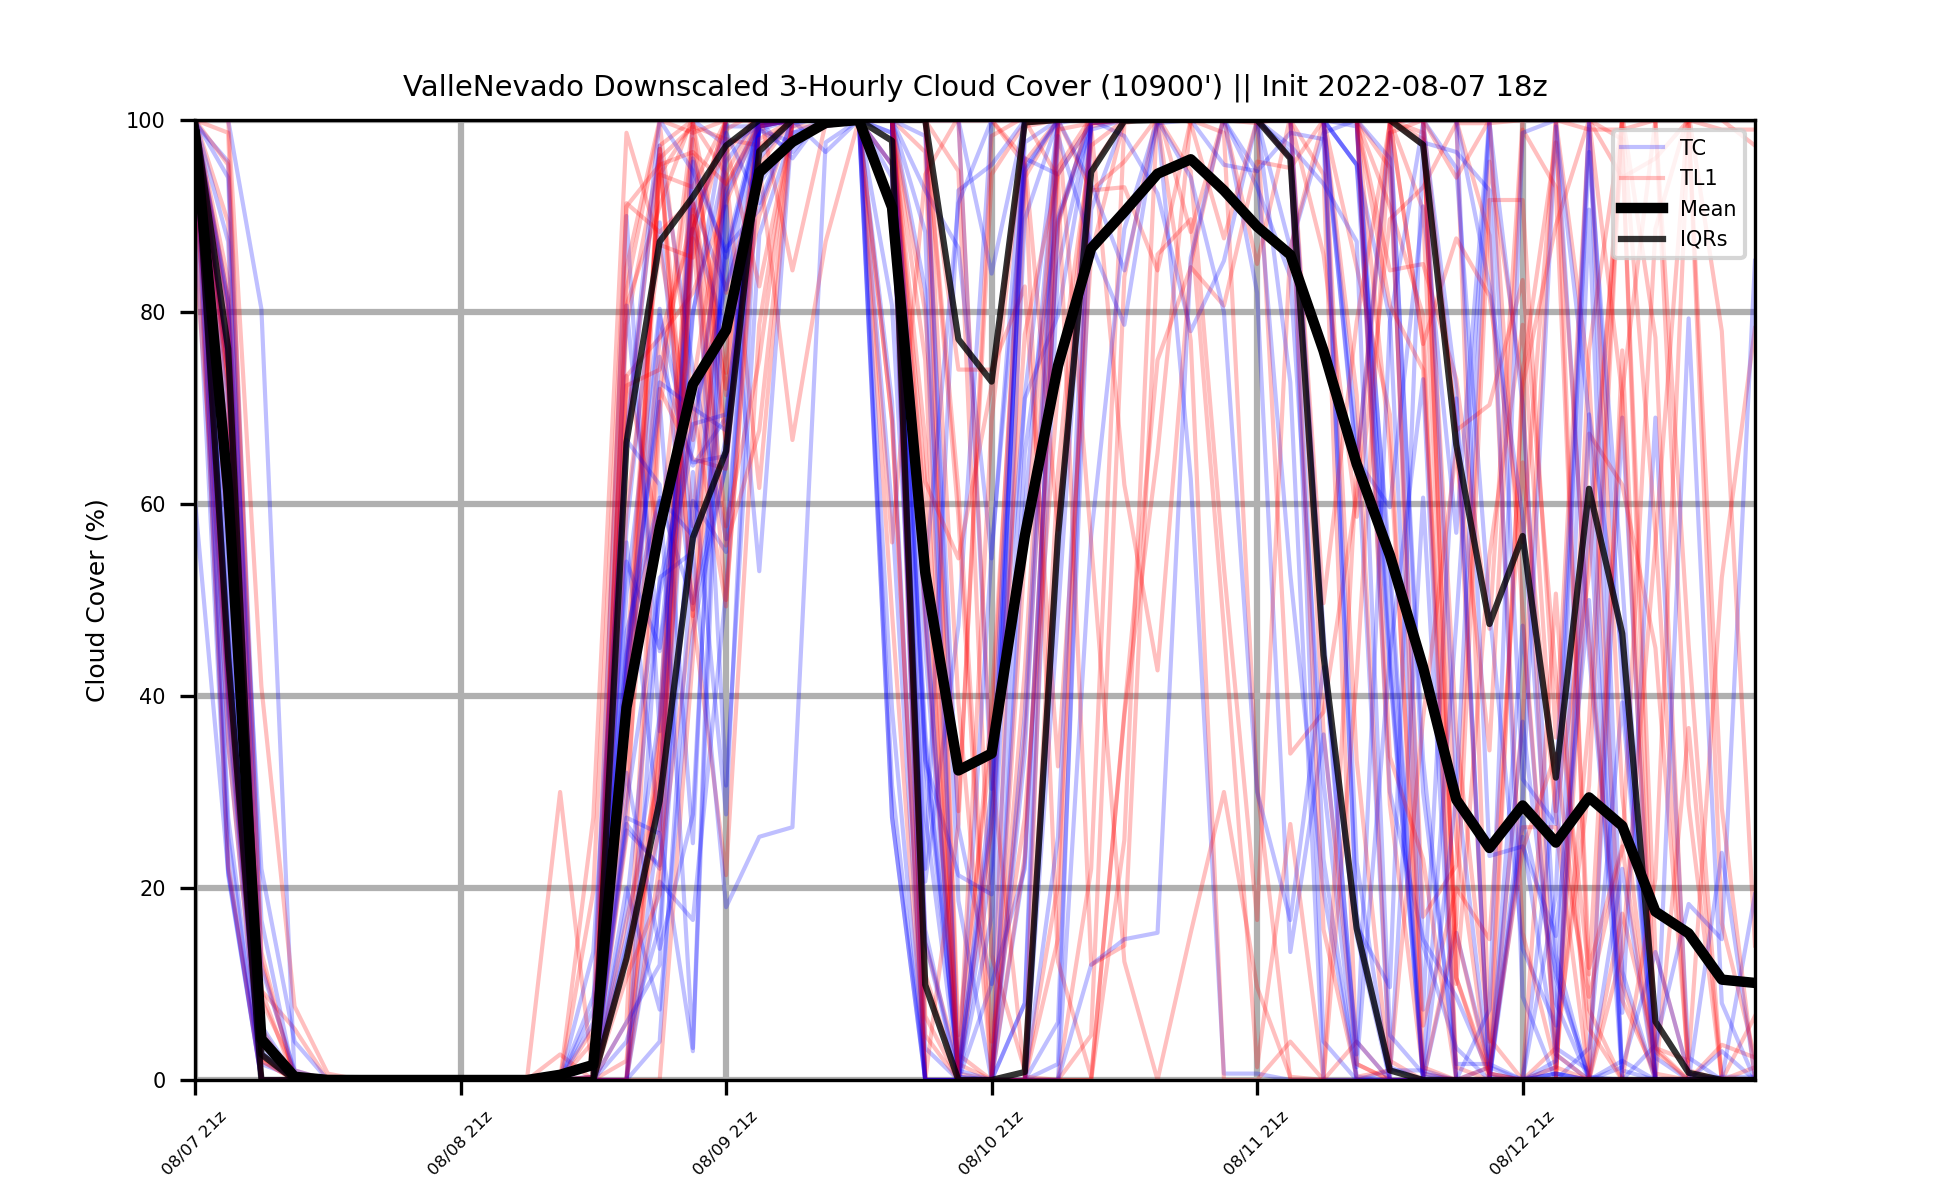 ValleNevado Downscaled 3-Hourly Cloud Cover (10900') || Init 2022-08-07 18z
Cloud Cover (%)
100
80
60
40
20
0
TC
TL1
Mean
IQRs
08/07 21z
08/08 21z
08/09 21z
08/10 21z
08/11 21z
08/12 21z